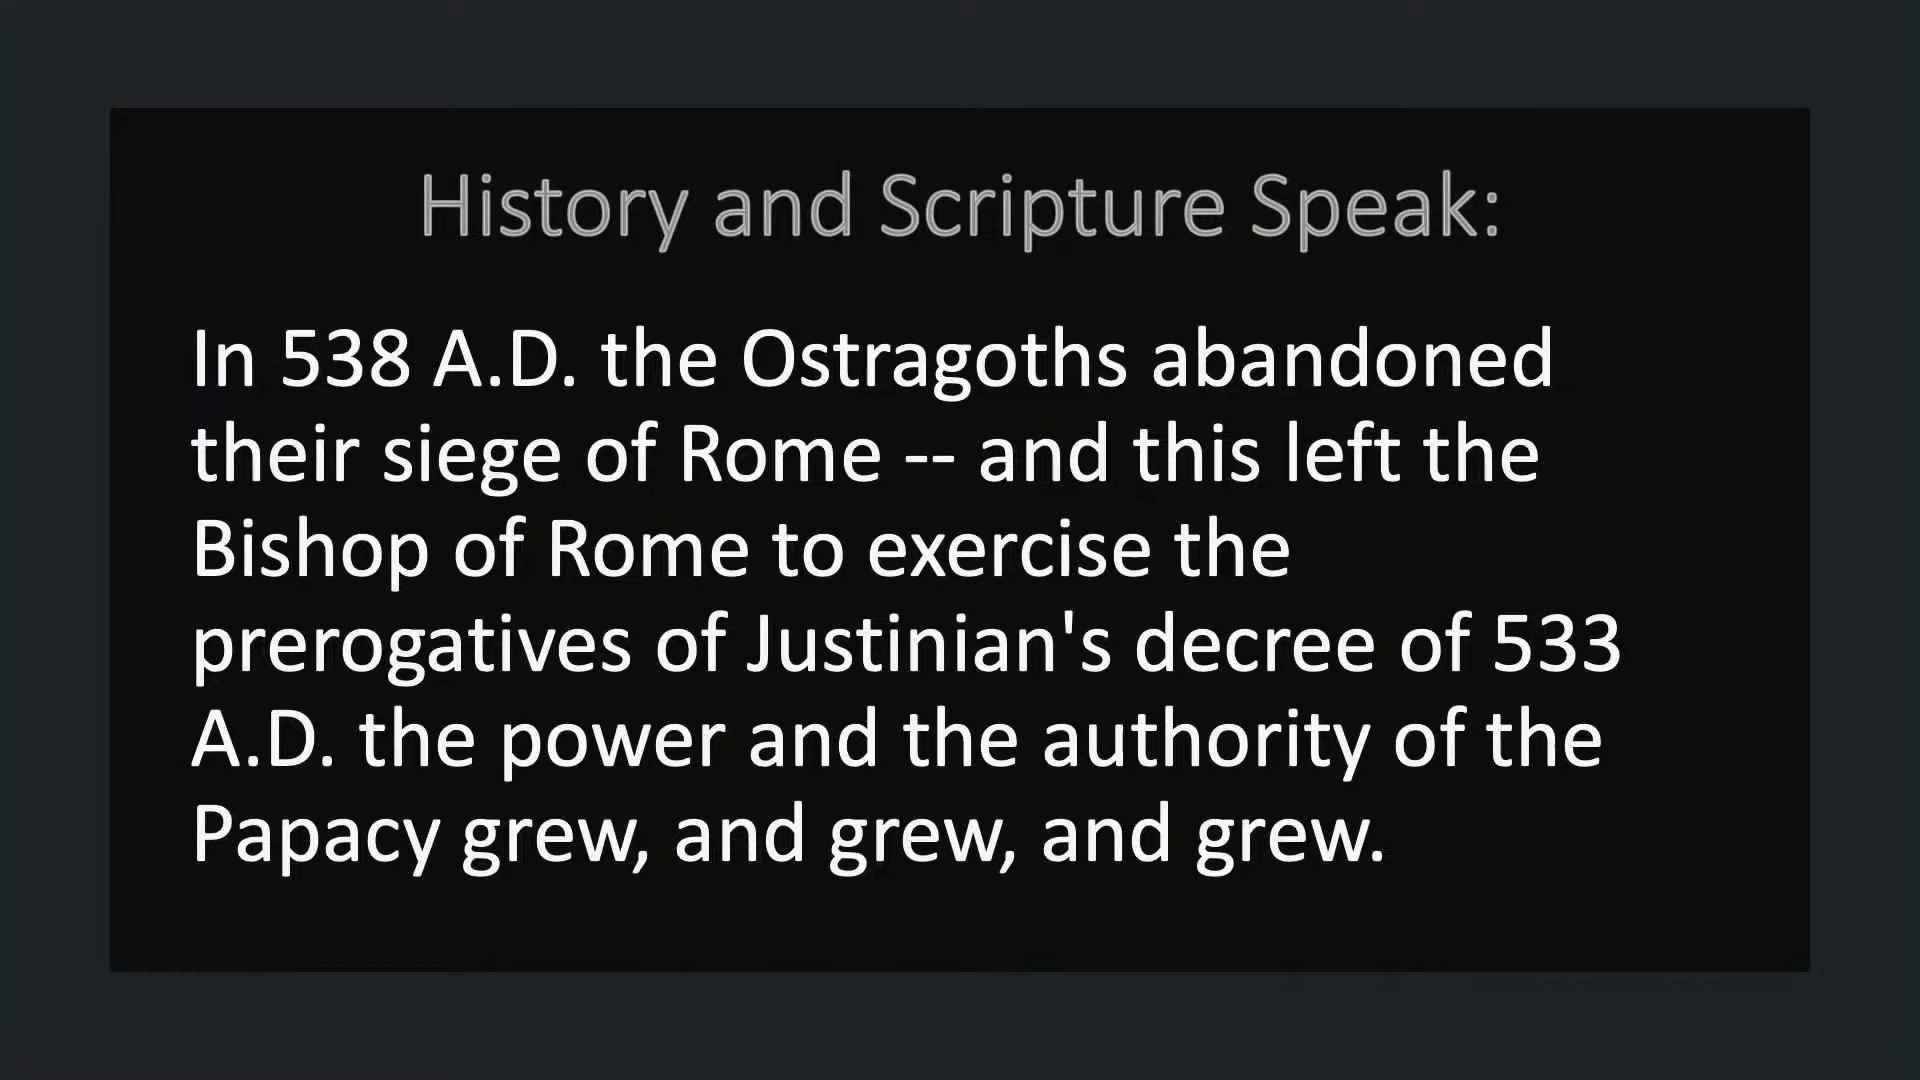 History and Scripture Speak:
In 538 A.D. the Ostragoths abandoned
their siege of Rome -- and this left the
Bishop of Rome to exercise the
prerogatives of Justinian's decree of 533
A.D. the power and the authority of the
Papacy grew, and grew, and grew.